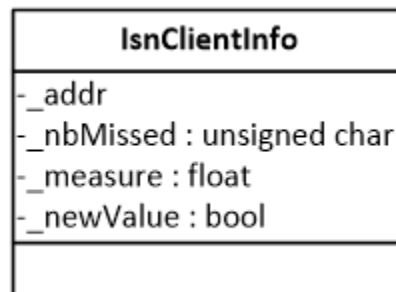 IsnClientInfo
-_addr
-_nbMissed : unsigned char
-_measure : float
-_newValue : bool